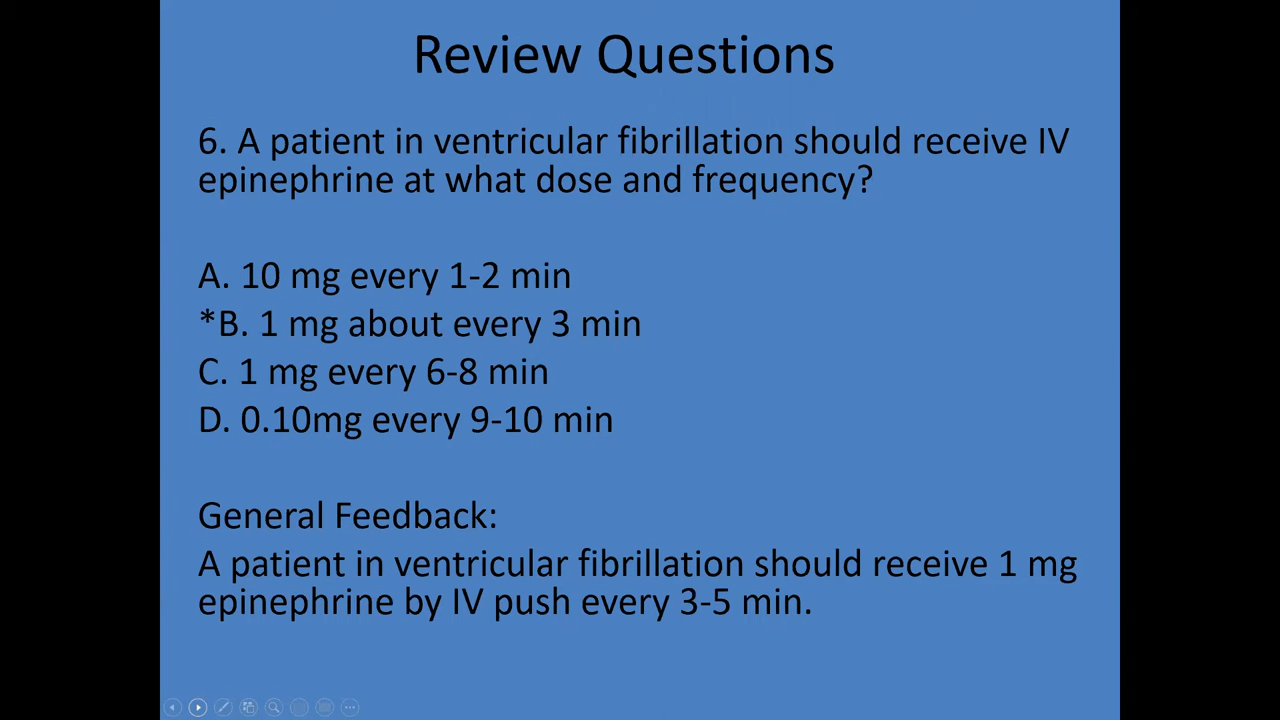 Review Questions
6. A patient in ventricular fibrillation should receive IV
epinephrine at what dose and frequency?
A. 10 mg every 1-2 min
*B. 1 mg about every 3 min
C. 1 mg every 6-8 min
D. 0.10mg every 9-10 min
General Feedback:
A patient in ventricular fibrillation should receive 1 mg
epinephrine by IV push every 3-5 min.